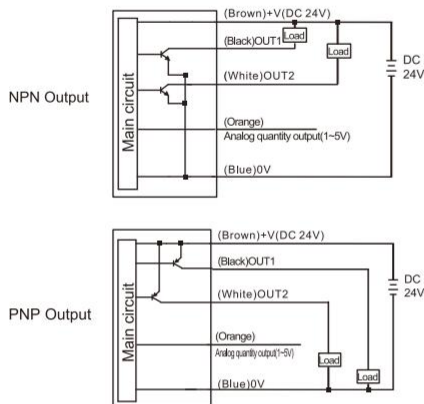 NPN Output
Main circuit
(Brown)+V(DC 24V)
(Black)OUT1
Load
Load
(White)OUT2
DC
24V
(Orange)
Analog quantity output(1~5V)
(Blue)0V
PNP Output
Main circuit
(Brown)+V(DC 24V)
(Black)OUT1
DC
24V
(White)OUT2
(Orange)
Analog quantity output(1~5V)
Load
Load
(Blue)0V